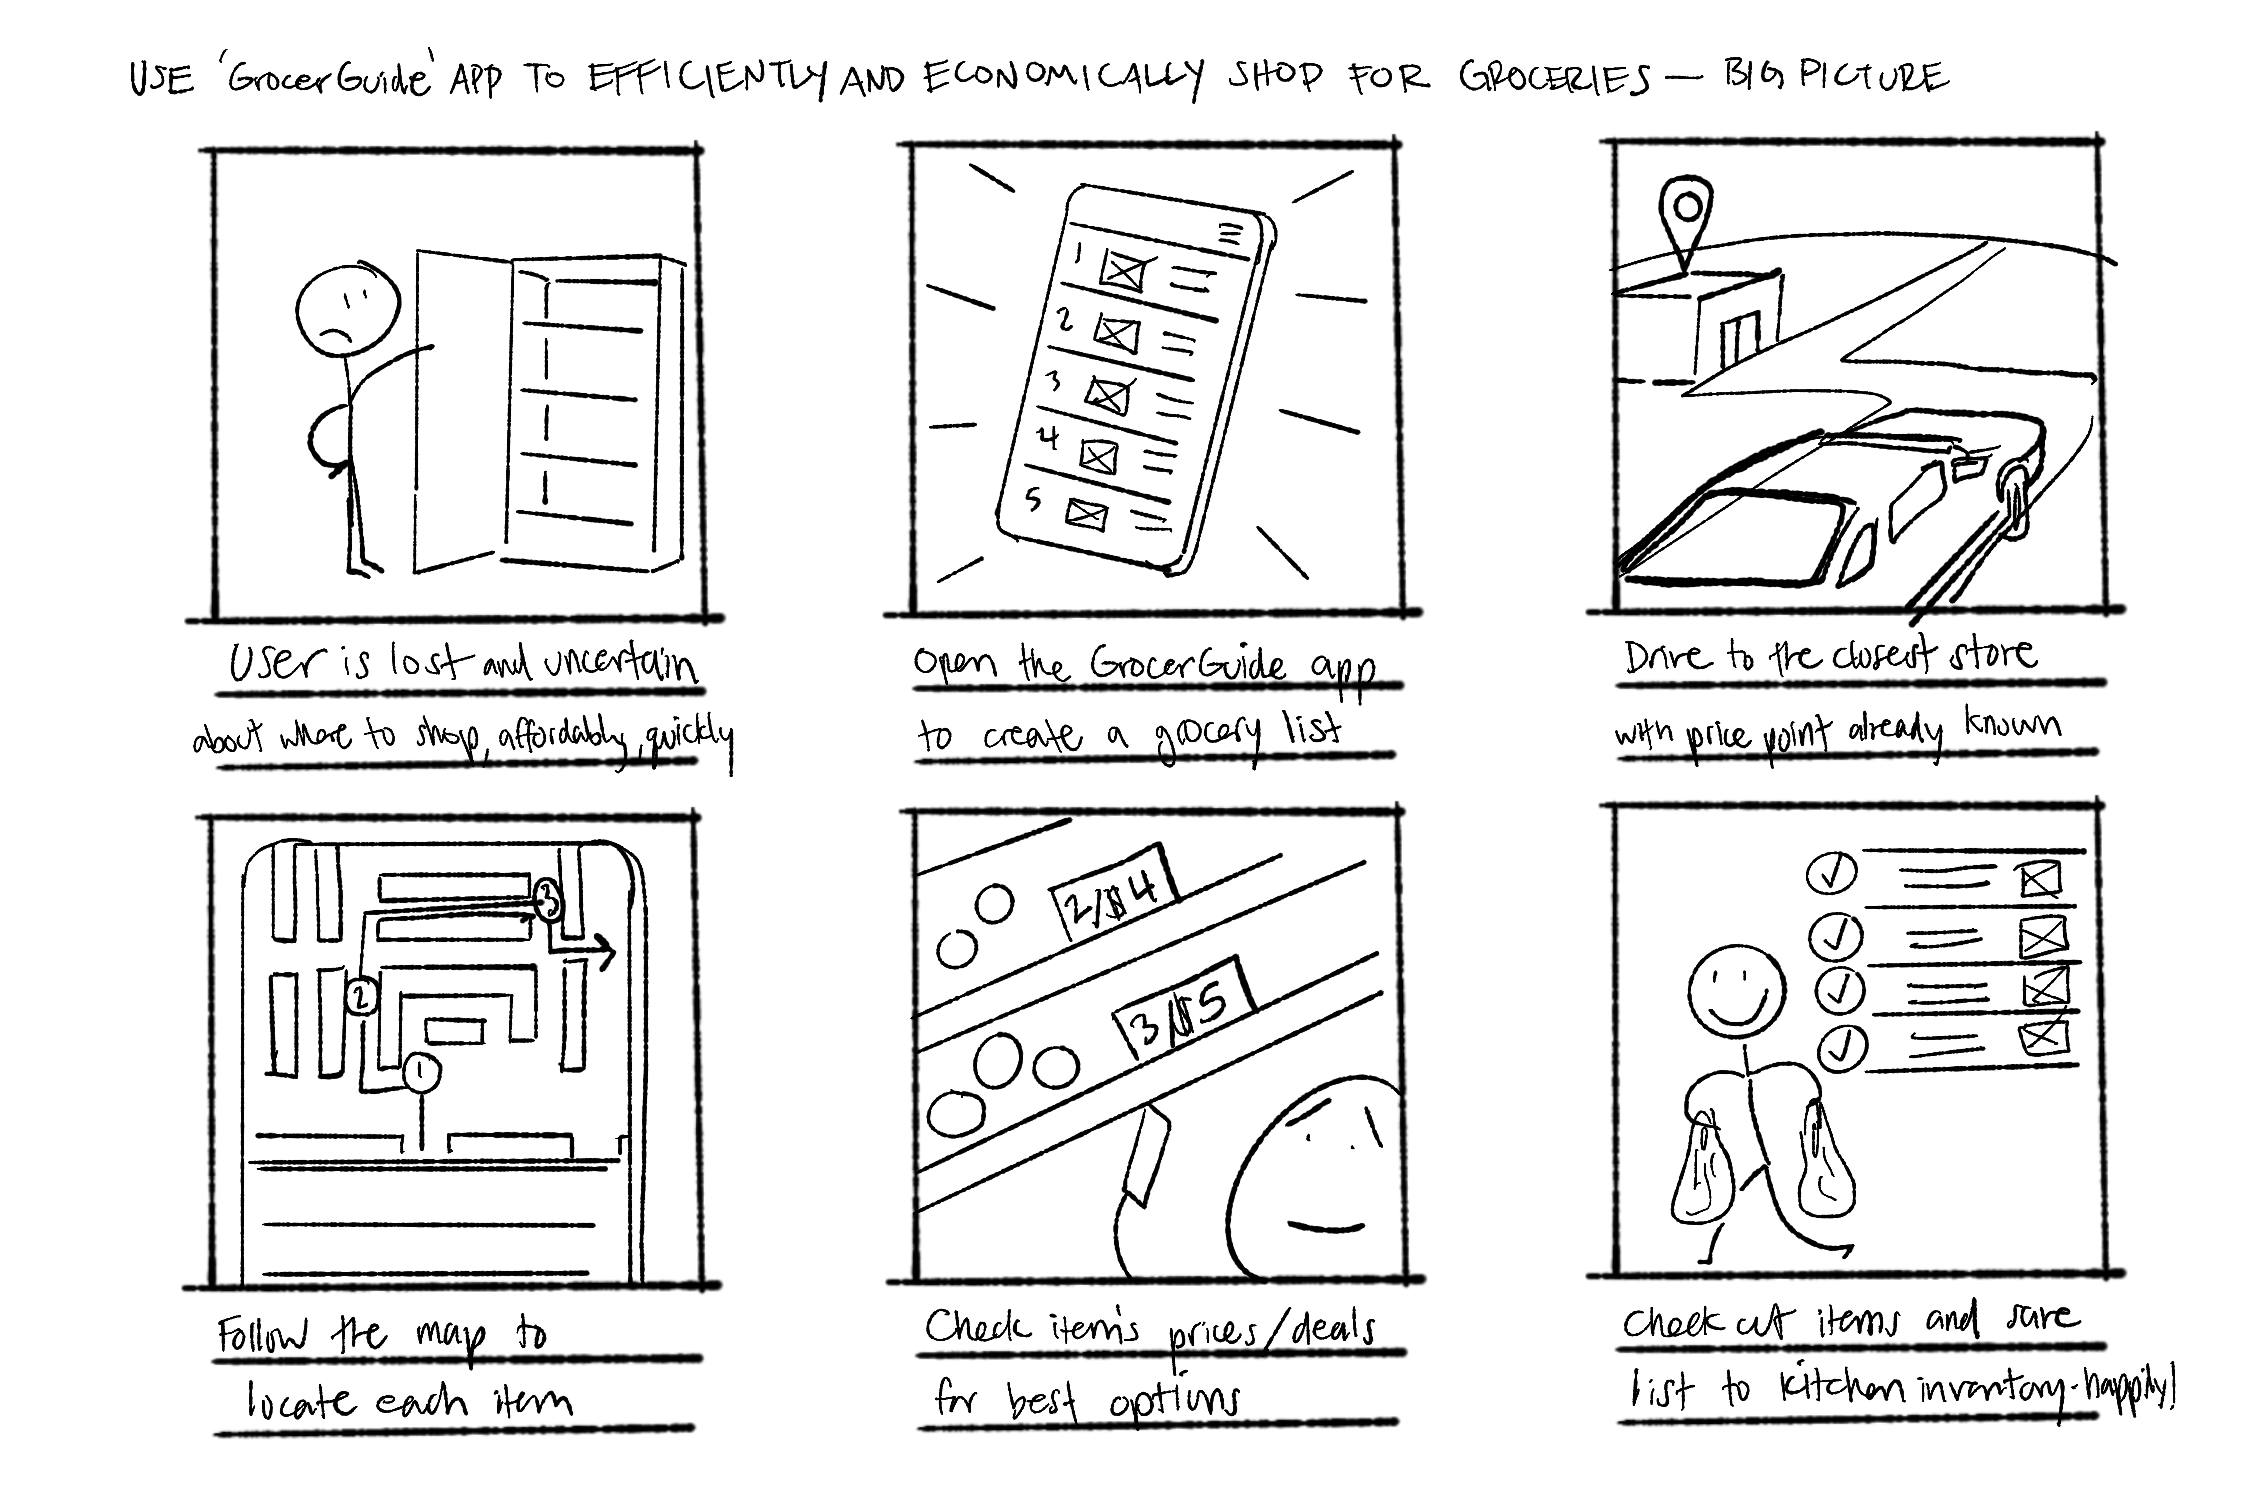 USE 'GrocerGuide' APP TO EFFICIENTLY AND ECONOMICALLY SHOP FOR GROCERIES — BIG PICTURE
User is lost and uncertain
about where to shop, affordably, quickly
1
2
3
4
5
Open the GrocerGuide app
to create a grocery list
Drive to the closest store
with price point already known
3
2
1
Follow the map to
locate each item
2/$4
3/$5
Check item's prices/deals
for best options
Check out items and save
list to kitchen inventory - happily!